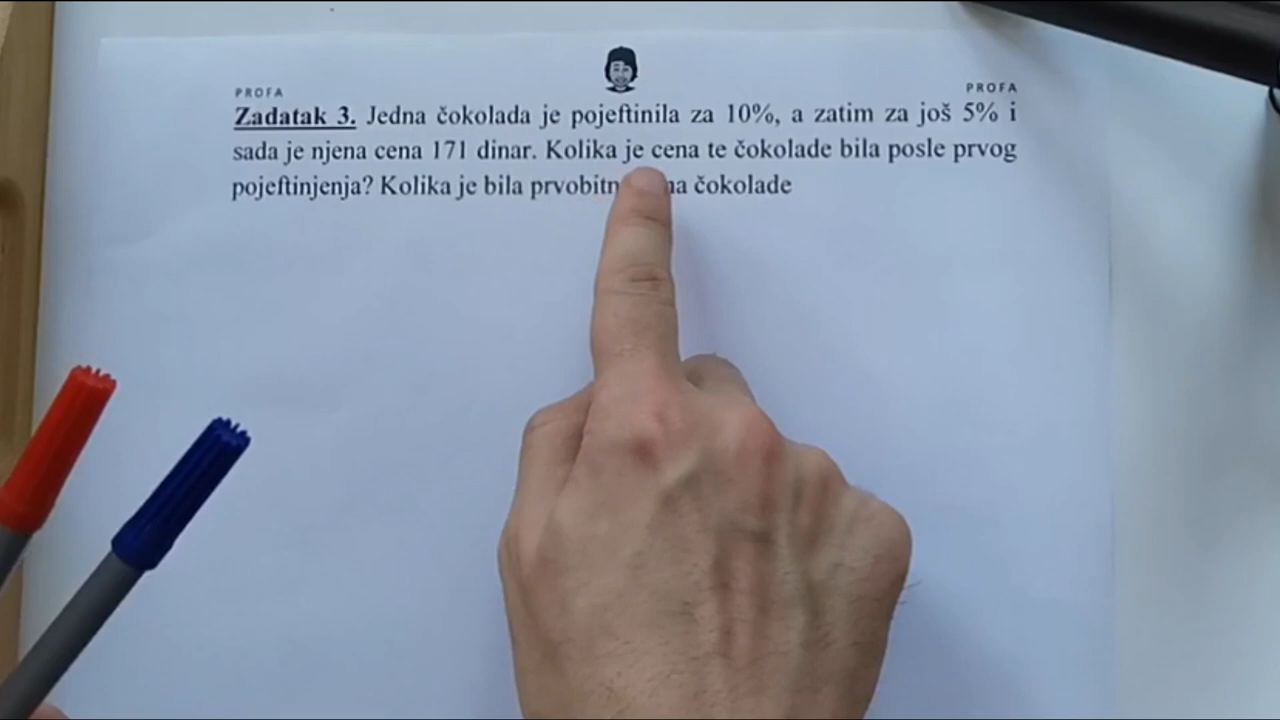 PROFA PROFA
Zadatak 3. Jedna čokolada je pojeftinila za 10%, a zatim za još 5% i
sada je njena cena 171 dinar. Kolika je cena te čokolade bila posle prvog
pojeftinjenja? Kolika je bila čokolade